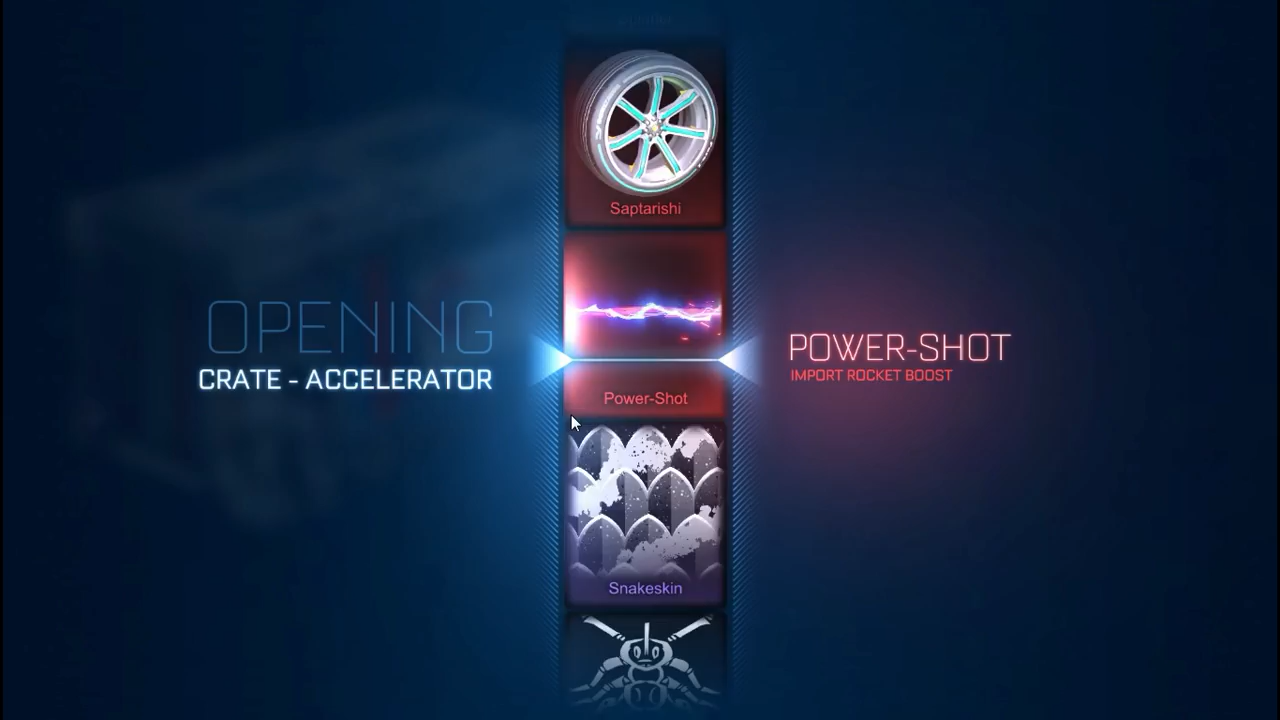 Saptarishi
OPENING
CRATE - ACCELERATOR
POWER-SHOT
IMPORT ROCKET BOOST
Power-Shot
Snakeskin